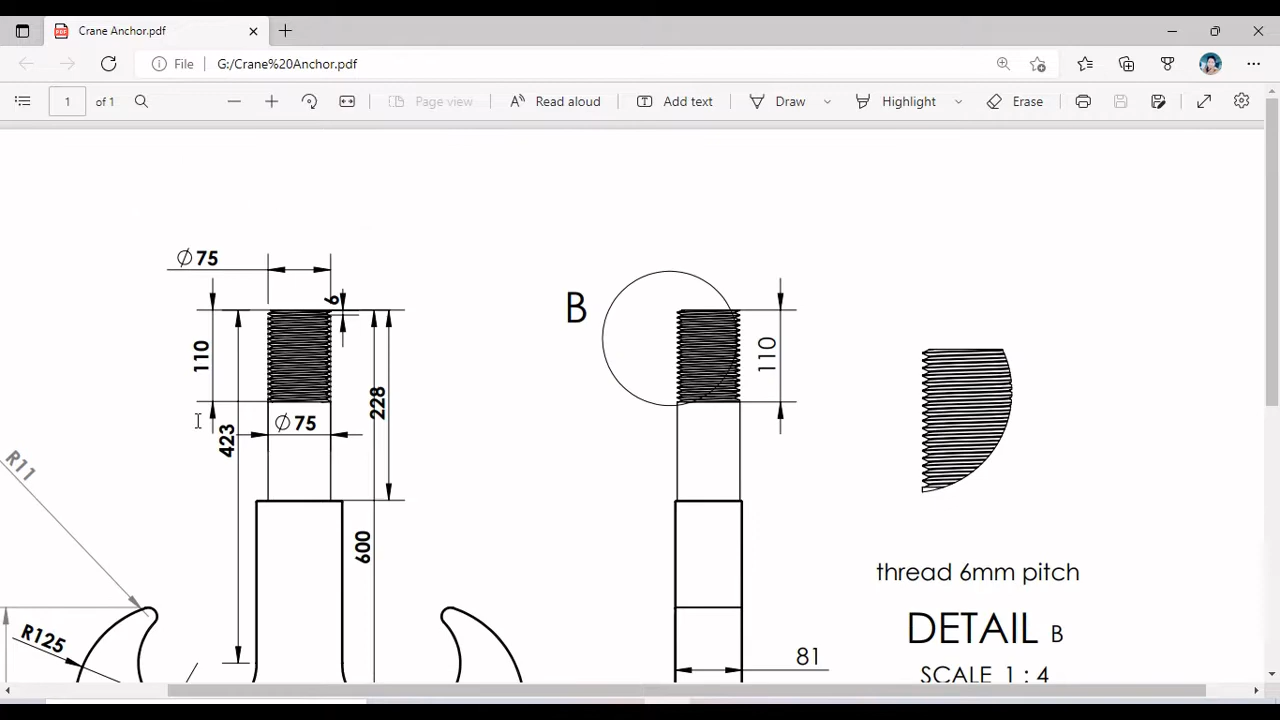 Crane Anchor.pdf
File G:/Crane%20Anchor.pdf
1 of 1 Page view Read aloud Add text Draw Highlight Erase
Ø75
6
B
110
110
228
Ø75
423
R11
600
thread 6mm pitch
R125
DETAIL B
81
SCALE 1 : 4